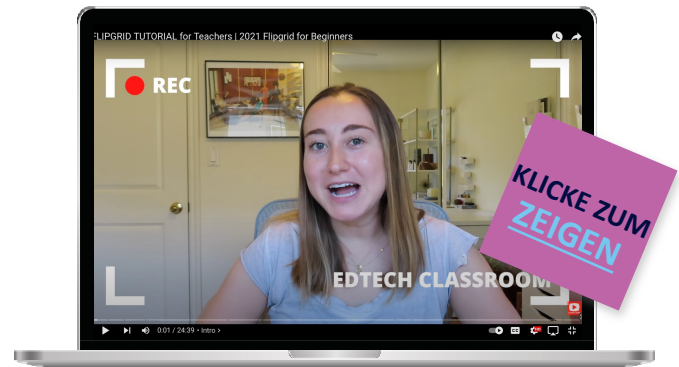 FLIPGRID TUTORIAL for Teachers | 2021 Flipgrid for Beginners
REC
KLICKE ZUM
ZEIGEN
EDTECH CLASSROOM
0:01 / 24:39 • Intro >
CC